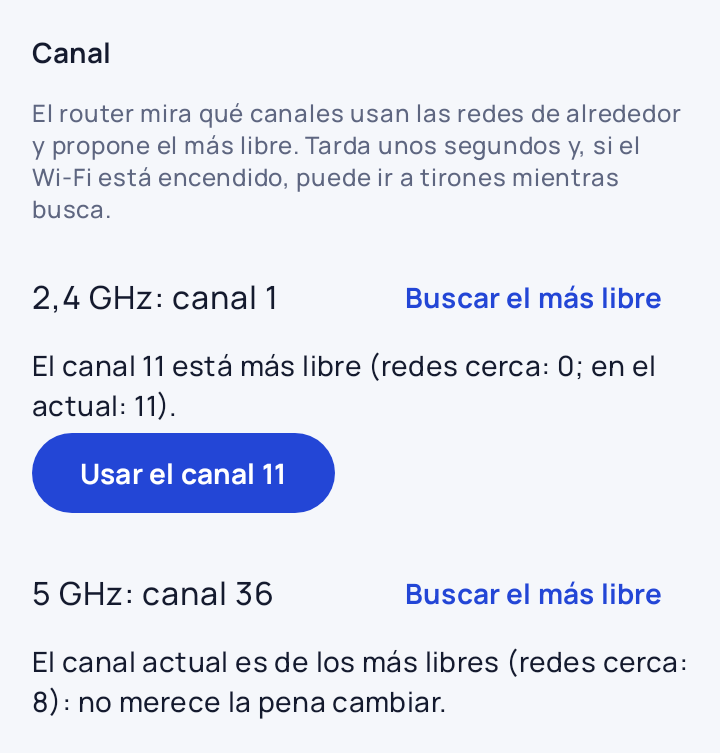 Canal
El router mira qué canales usan las redes de alrededor
y propone el más libre. Tarda unos segundos y, si el
Wi-Fi está encendido, puede ir a tirones mientras
busca.
2,4 GHz: canal 1
Buscar el más libre
El canal 11 está más libre (redes cerca: 0; en el
actual: 11).
Usar el canal 11
5 GHz: canal 36
Buscar el más libre
El canal actual es de los más libres (redes cerca:
8): no merece la pena cambiar.